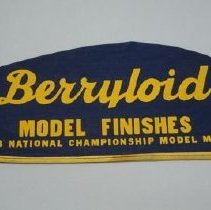 Berryloid
MODEL FINISHES
NATIONAL CHAMPIONSHIP MODEL